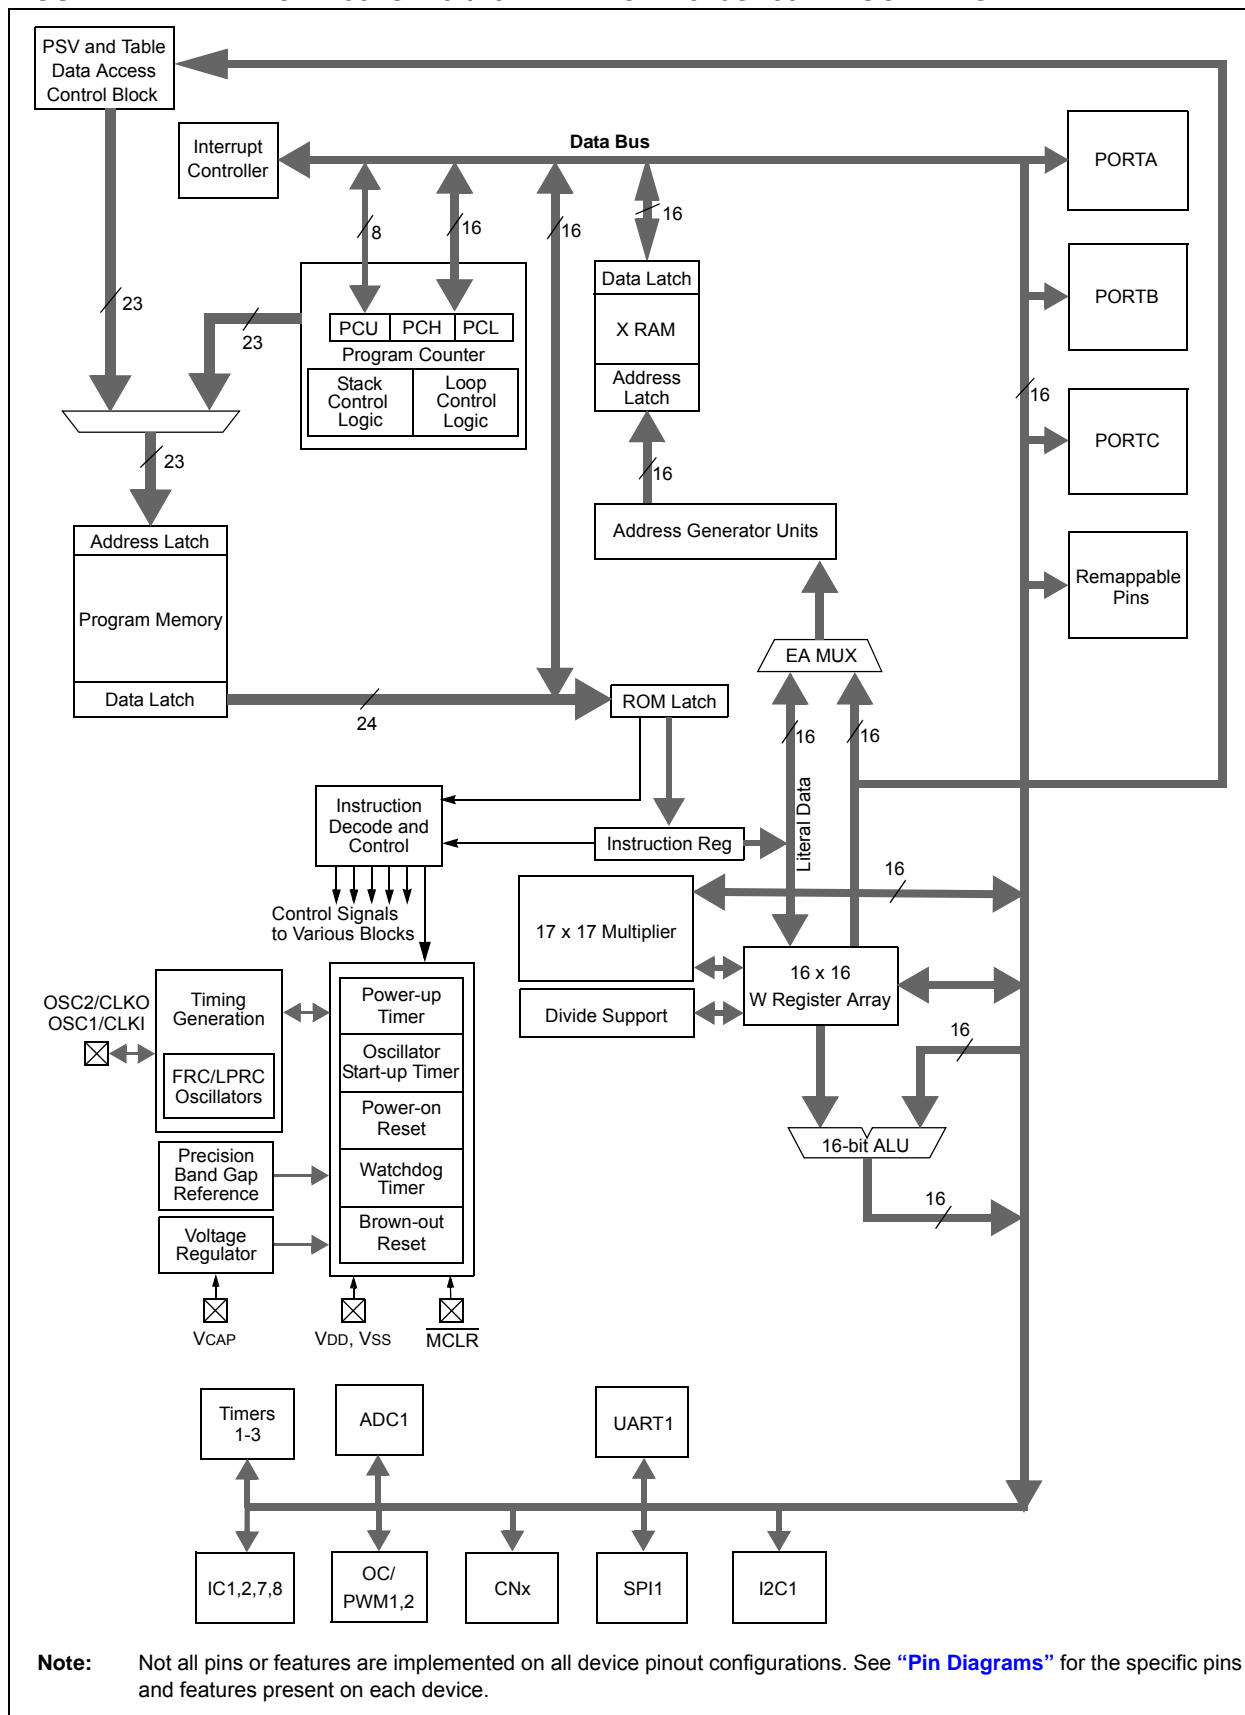 PSV and Table
Data Access
Control Block
Interrupt
Controller
Data Bus
PORTA
8
16
16
16
Data Latch
X RAM
Address
Latch
PORTB
23
23
PCU
PCH
PCL
Program Counter
Stack
Control
Logic
Loop
Control
Logic
16
PORTC
23
16
Address Latch
Program Memory
Data Latch
Address Generator Units
Remappable
Pins
EA MUX
24
ROM Latch
16
16
Literal Data
Instruction
Decode and
Control
Instruction Reg
Control Signals
to Various Blocks
17 x 17 Multiplier
16
16 x 16
W Register Array
Divide Support
OSC2/CLKO
OSC1/CLKI
Timing
Generation
FRC/LPRC
Oscillators
Power-up
Timer
Oscillator
Start-up Timer
Power-on
Reset
Watchdog
Timer
Brown-out
Reset
16
16-bit ALU
16
Precision
Band Gap
Reference
Voltage
Regulator
VCAP
VDD, VSS
MCLR
Timers
1-3
ADC1
UART1
IC1,2,7,8
OC/
PWM1,2
CNx
SPI1
I2C1
Note: Not all pins or features are implemented on all device pinout configurations. See “Pin Diagrams” for the specific pins
and features present on each device.